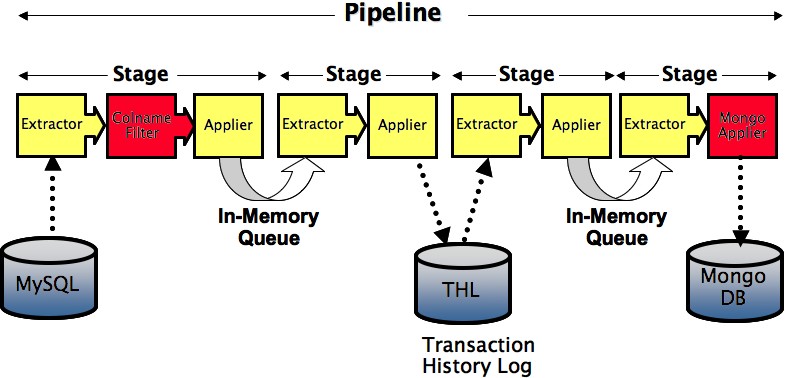 Pipeline
Stage
Stage
Stage
Stage
Extractor
Colname
Filter
Applier
Extractor
Applier
Extractor
Applier
Extractor
Mongo
Applier
In-Memory
Queue
In-Memory
Queue
MySQL
THL
Mongo
DB
Transaction
History Log